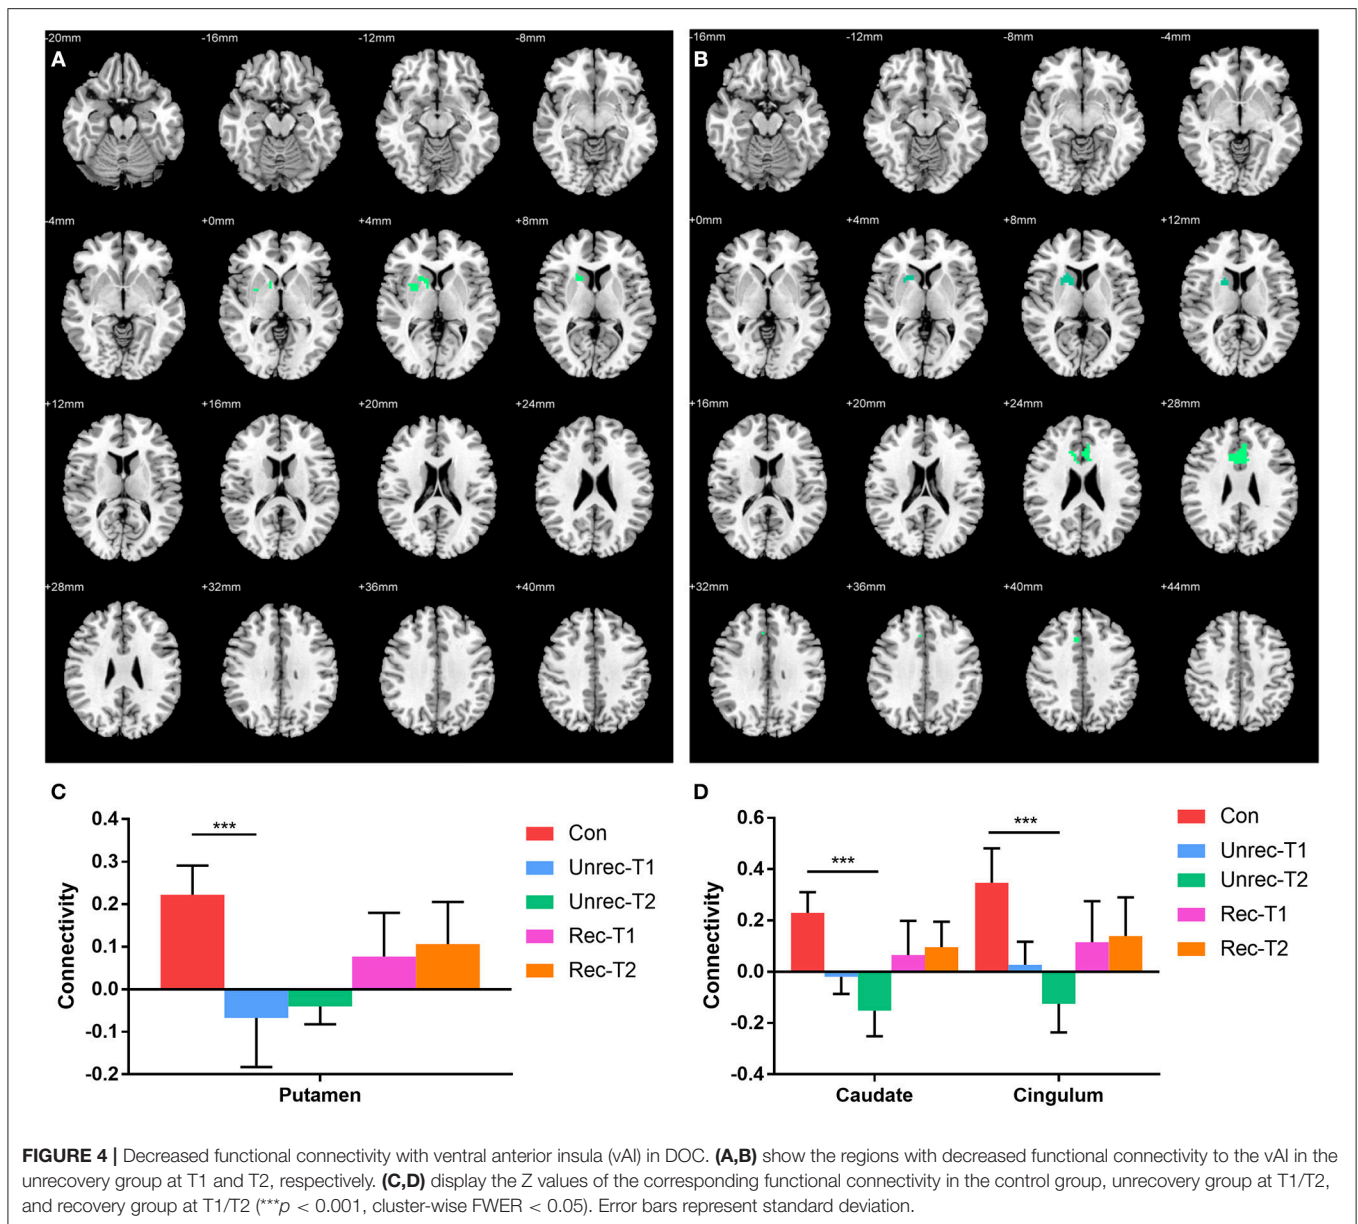 A
-20mm -16mm -12mm -8mm
-4mm +0mm +4mm +8mm
+12mm +16mm +20mm +24mm
+28mm +32mm +36mm +40mm
B
-16mm -12mm -8mm -4mm
+0mm +4mm +8mm +12mm
+16mm +20mm +24mm +28mm
+32mm +36mm +40mm +44mm
C
Connectivity
0.4
0.3
0.2
0.1
0.0
-0.1
-0.2
***
Putamen
Con
Unrec-T1
Unrec-T2
Rec-T1
Rec-T2
D
Connectivity
0.6
0.4
0.2
0.0
-0.2
-0.4
*** ***
Caudate Cingulum
Con
Unrec-T1
Unrec-T2
Rec-T1
Rec-T2
FIGURE 4 | Decreased functional connectivity with ventral anterior insula (vAI) in DOC. (A,B) show the regions with decreased functional connectivity to the vAI in the
unrecovery group at T1 and T2, respectively. (C,D) display the Z values of the corresponding functional connectivity in the control group, unrecovery group at T1/T2,
and recovery group at T1/T2 (***p < 0.001, cluster-wise FWER < 0.05). Error bars represent standard deviation.